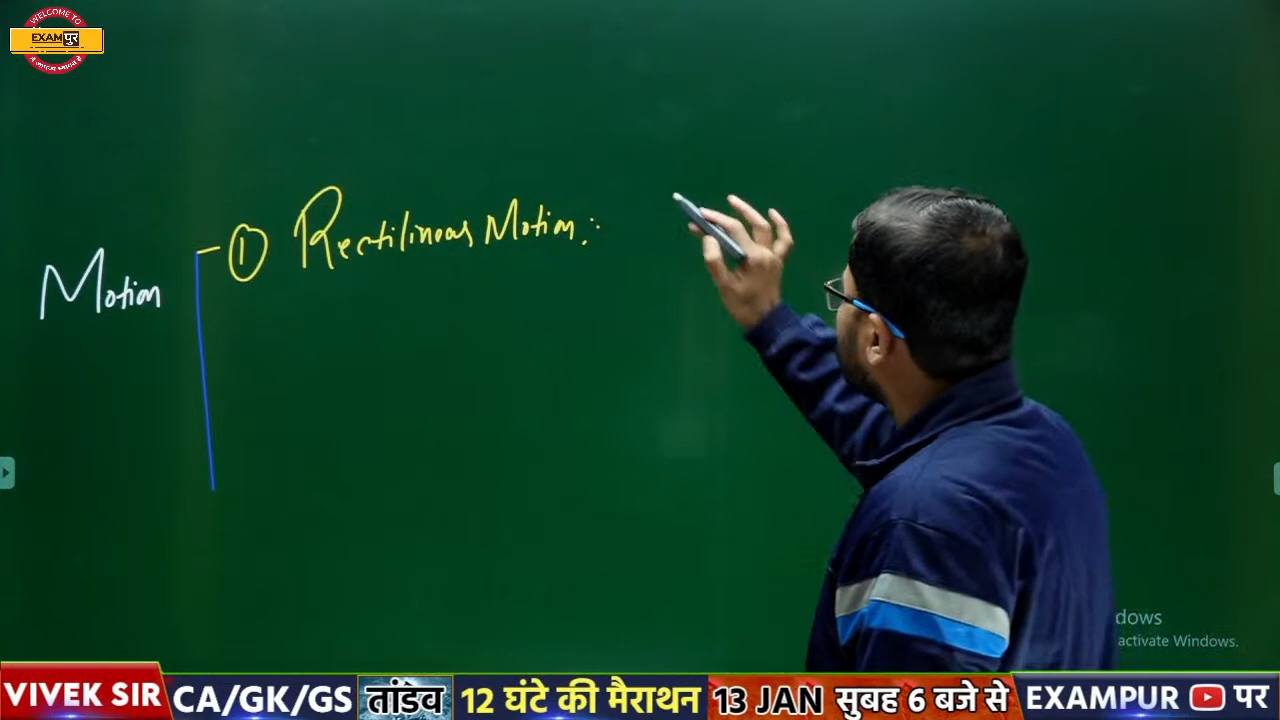 WELCOME TO
EXAMपुर
① Rectilinear Motion :-
Motion
dows
activate Windows.
VIVEK SIR CA/GK/GS तांडव 12 घंटे की मैराथन 13 JAN सुबह 6 बजे से EXAMPUR पर